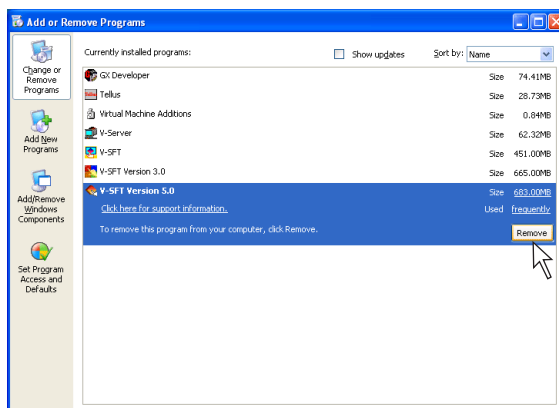 Add or Remove Programs
Change or
Remove
Programs
Add New
Programs
Add/Remove
Windows
Components
Set Program
Access and
Defaults
Currently installed programs:
Show updates
Sort by: Name
GX Developer Size 74.41MB
Tellus Size 28.73MB
Virtual Machine Additions Size 0.84MB
V-Server Size 62.32MB
V-SFT Size 451.00MB
V-SFT Version 3.0 Size 665.00MB
V-SFT Version 5.0 Size 683.00MB
Click here for support information. Used frequently
To remove this program from your computer, click Remove. Remove